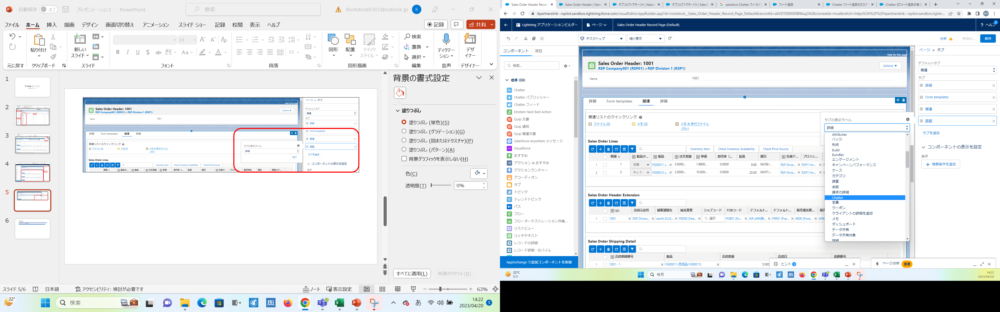 自動保存 オフ プレゼンテーション1 - PowerPoint 検索 Rootstock0301@outlook.jp R
ファイル ホーム 挿入 描画 デザイン 画面切り替え アニメーション スライド ショー 記録 校閲 表示 ヘルプ 記録 共有
貼り付け 新しい スライド 18 図形 配置 クイック スタイル 検索 置換 選択 ディクテー ション デザ イナー
元に戻す クリップボード スライド フォント 段落 図形描画 編集 音声 デザイナー
1
2
3
4
5
6
ページ > タブ
Help for this page
Sales Order Header: 1001
RSP Company001 (RSP01) > RSP Division 1 (RSP1)
Actions
Name 1001
デフォルトタブ
関連
タブ
詳細
Form templates
関連
詳細
タブを追加
詳細 Form templates 関連 詳細
関連リストのクイックリンク
ファイル (0) メモ (0) メモ & 添付ファイル (10+)
タブの表示ラベル
詳細
完了
コンポーネントの表示を設定
条件
Sales Order Lines
Inventory Item Check Inventory Availability Check Price Source
背景の書式設定
塗りつぶし
塗りつぶし (単色)(S)
塗りつぶし (グラデーション)(G)
塗りつぶし (図またはテクスチャ)(P)
塗りつぶし (パターン)(A)
背景グラフィックを表示しない(H)
色(C)
透明度(T) 0%
すべてに適用(L) 背景のリセット(B)
スライド 5/6 日本語 アクセシビリティ: 検討が必要です ノート 表示設定 63%
22° 検索 あ 14:22
2023/04/20 5
Sales Order Header Record Sales Order Header | Sales オブジェクトマネージャ | Salesfo オブジェクトマネージャ | Salesfo salesfoce Chatter フィールド フィード追跡 Chatter フィード追跡のカスタマ Chatter のフィード追跡の有効
itpartnerslink--rspilot.sandbox.lightning.force.com/visualEditor/appBuilder.app?id=rootstock__Sales_Order_Header_Record_Page_Default&recordId=a6VDT000000BWsq2AG&cloneable=true&retUrl=https%3A%2F%2Fitpartnerslink--rspilot.sandbox.lightn...
Lightning アプリケーションビルダー ページ Sales Order Header Record Page (Default) ? ヘルプ 3
デスクトップ 縮小表示 分析 有効化... 保存
コンポーネント 項目
検索...
標準 (33)
Chatter
Chatter パブリッシャー
Chatter フィード
Einstein Next Best Action
Quip 文書
Quip 通知
Quip 関連文書
Salesforce Anywhere メッセージ
Visualforce
おすすめ
アクション & おすすめ
アクションランチャー
アコーディオン
タブ
トピック
トレンドトピック
パス
フロー
フローオーケストレーション作業...
リストビュー
リッチテキスト
レコードの詳細
レコード詳細 - モバイル
AppExchange で追加コンポーネントを取得
Help for this page
Sales Order Header: 1001
RSP Company001 (RSP01) > RSP Division 1 (RSP1)
Actions
Name 1001
詳細 Form templates 関連 詳細
関連リストのクイックリンク
ファイル (0) メモ (0) メモ & 添付ファイル (10+)
Sales Order Lines
Inventory Item Check Inventory Availability Check Price Source
明細 製品タ... 製品 注文数量 単価 割引率 (... 拡張 期日 在庫デ... プロジェ...
1 1 在庫 FG00011 (... 5.0000... 1.9800... 0.0000 9.90 04/08/... RSP Divisi... RSP1 Ho...
2 2 キット FG00012 (... 2.0000... 10.000... 0.0000 20.00 04/07/... RSP Divisi... RSP1 Ho...
Sales Order Header Extension
SO 出荷元住所 顧客連絡先 輸送業者 ジョブコード FOBコード デフォルト... デフォルト... 販売運送費...
1 1001 RSP Divisio... vienhl (CUS... FEDEX (Fed... 選択 FOB01 (Fo... AIR (AIR(飛... FER01 (Frei... 4000 (Prod...
Sales Order Shipping Detail
出荷明細番号 製品 出荷数量 出荷日 追跡番号
1 1001 - 1 FG00011 (完成品 FG00011) 5.000
タブの表示ラベル
詳細
Attributes
バッジ
利点
Build
Bundles
エンゲージメント
キャンペーンパフォーマンス
ケース
カテゴリ
調査
会話
請求の詳細
Chatter
定義
クーポン
クライアントの詳細を追加
メモ
ダッシュボード
データ共有
データ共有対象
詳細
ページ > タブ
デフォルトタブ
関連
タブ
詳細
Form templates
関連
詳細
タブを追加
コンポーネントの表示を設定
条件
検索条件を追加
ヒント 3 ページ分析 普通
22°C
もや
検索
14:22
2023/04/20